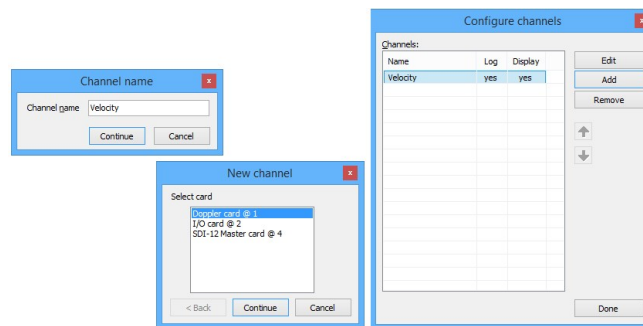 Channel name
x
Channel name Velocity
Continue Cancel
New channel
x
Select card
Doppler card @ 1
I/O card @ 2
SDI-12 Master card @ 4
< Back Continue Cancel
Configure channels
x
Channels:
Name Log Display
Velocity yes yes
Edit
Add
Remove
Done